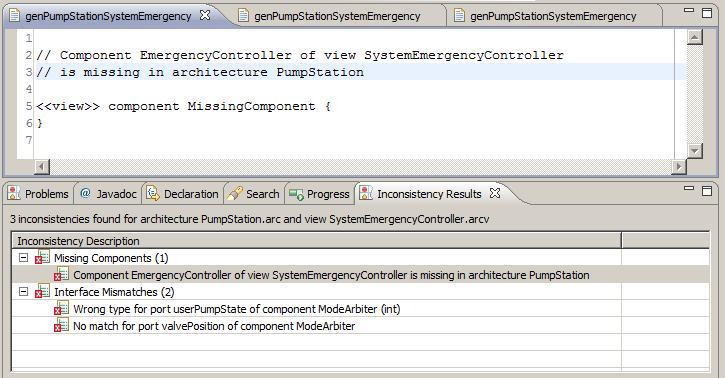 genPumpStationSystemEmergency genPumpStationSystemEmergency genPumpStationSystemEmergency
1
2 // Component EmergencyController of view SystemEmergencyController
3 // is missing in architecture PumpStation
4
5 <<view>> component MissingComponent {
6 }
7
Problems @ Javadoc Declaration Search Progress Inconsistency Results
3 inconsistencies found for architecture PumpStation.arc and view SystemEmergencyController.arcv
Inconsistency Description
Missing Components (1)
Component EmergencyController of view SystemEmergencyController is missing in architecture PumpStation
Interface Mismatches (2)
Wrong type for port userPumpState of component ModeArbiter (int)
No match for port valvePosition of component ModeArbiter